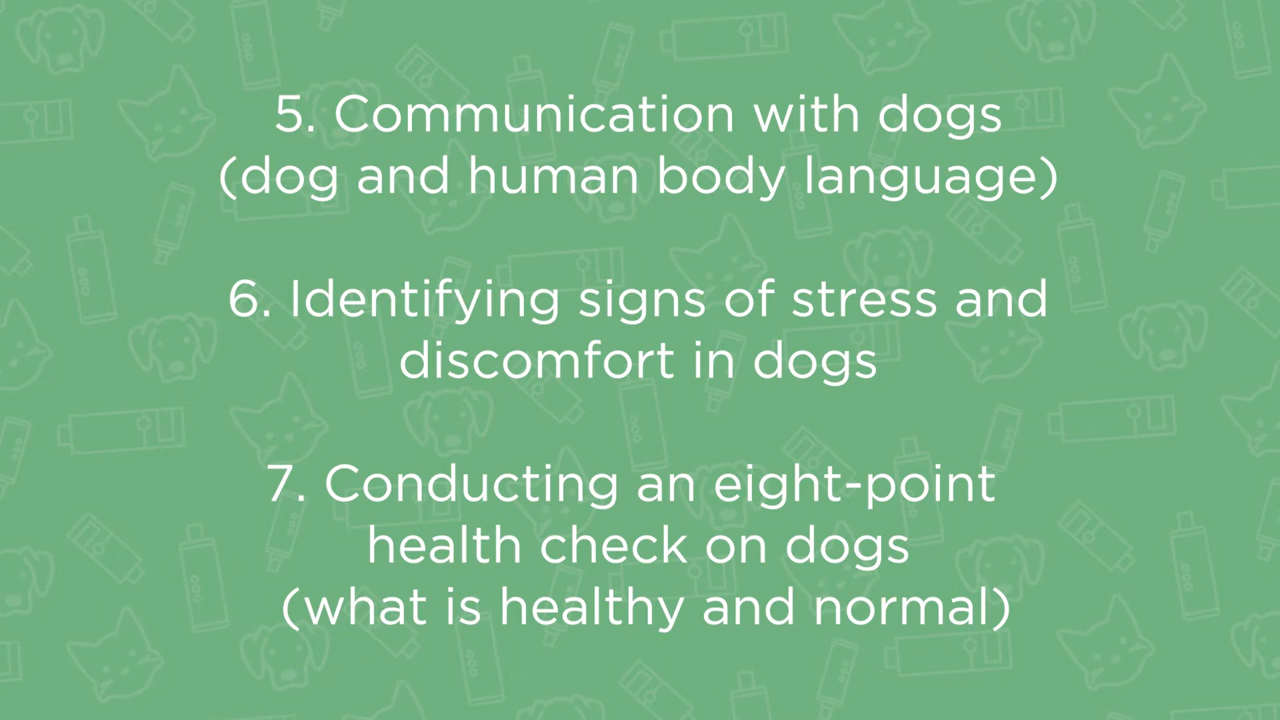 5. Communication with dogs
(dog and human body language)
6. Identifying signs of stress and
discomfort in dogs
7. Conducting an eight-point
health check on dogs
(what is healthy and normal)